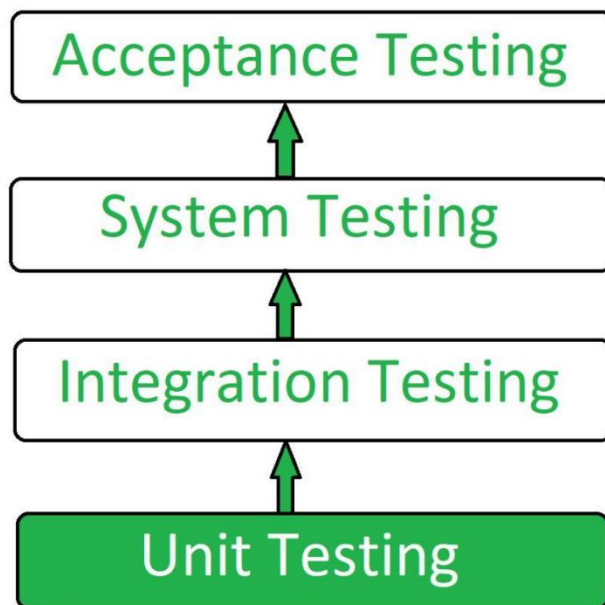 Acceptance Testing
System Testing
Integration Testing
Unit Testing